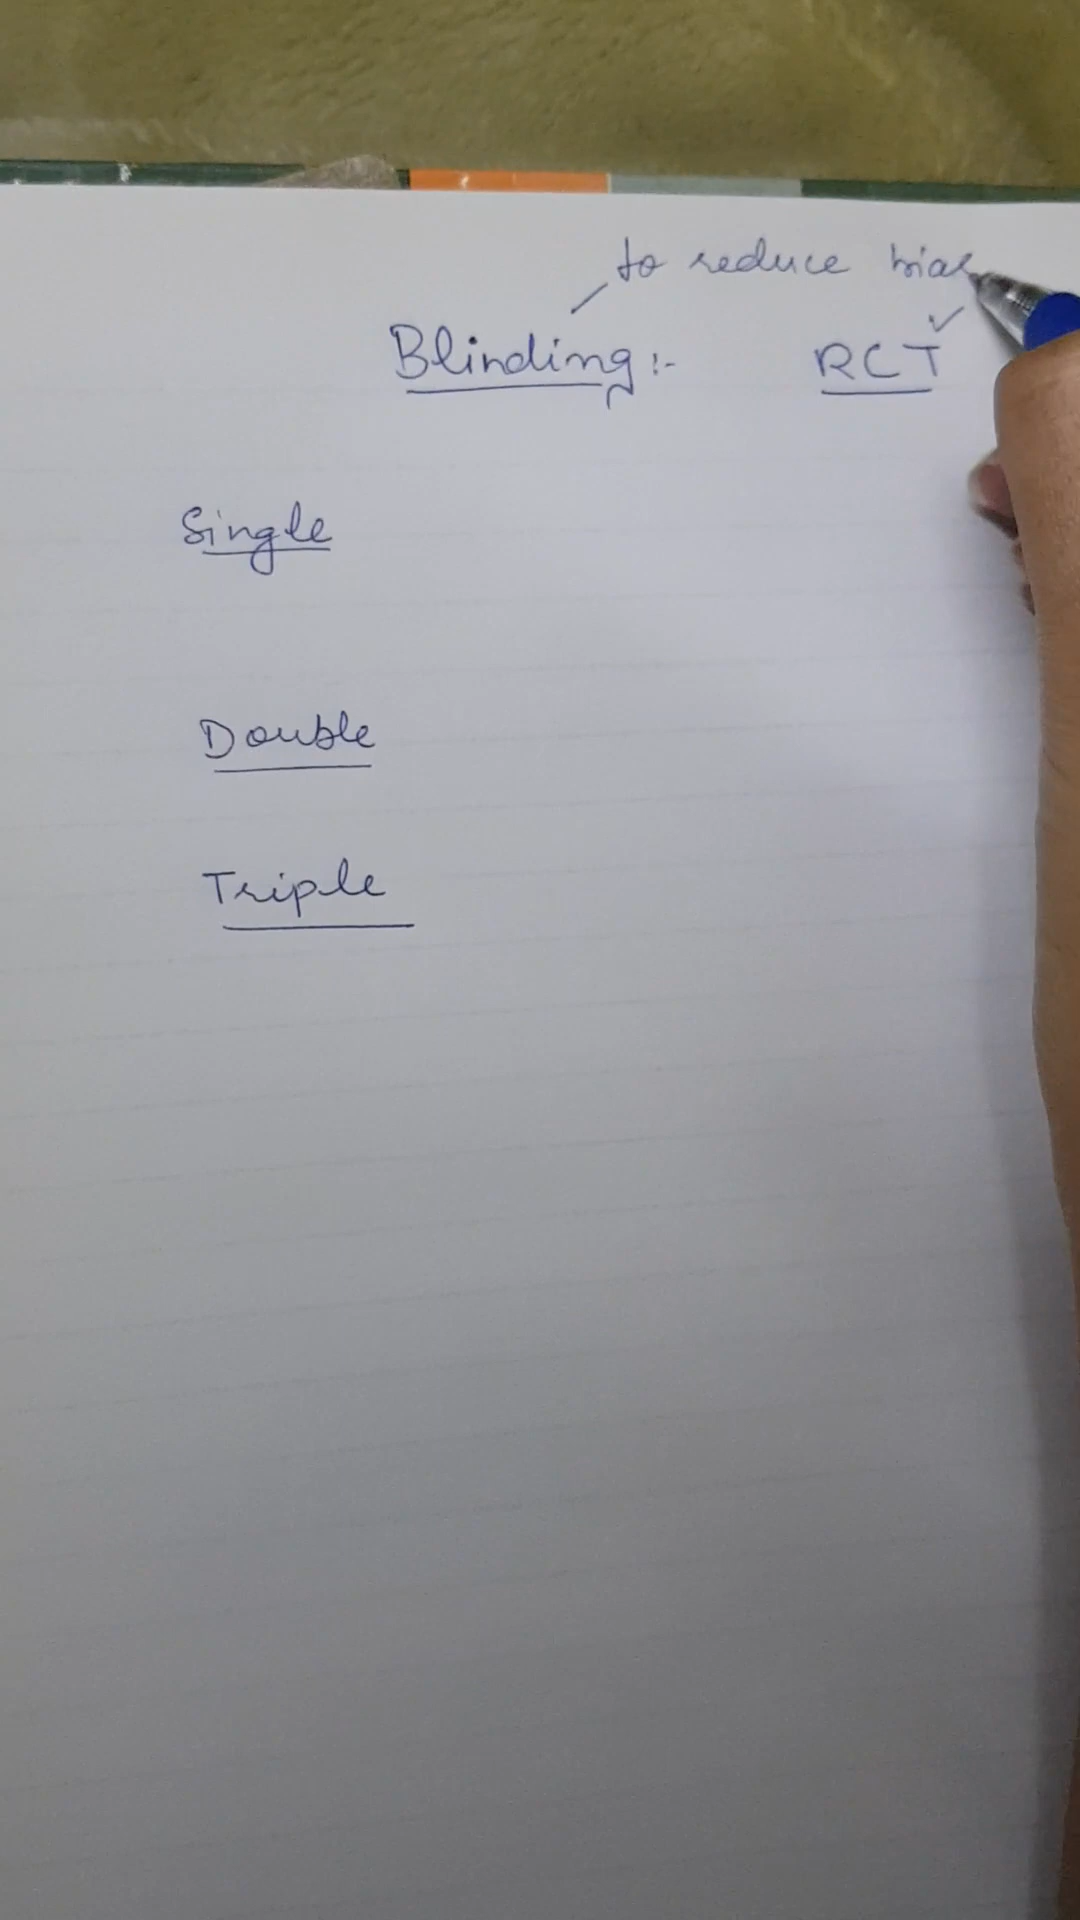 to reduce bias
Blinding :- RCT
Single
Double
Triple